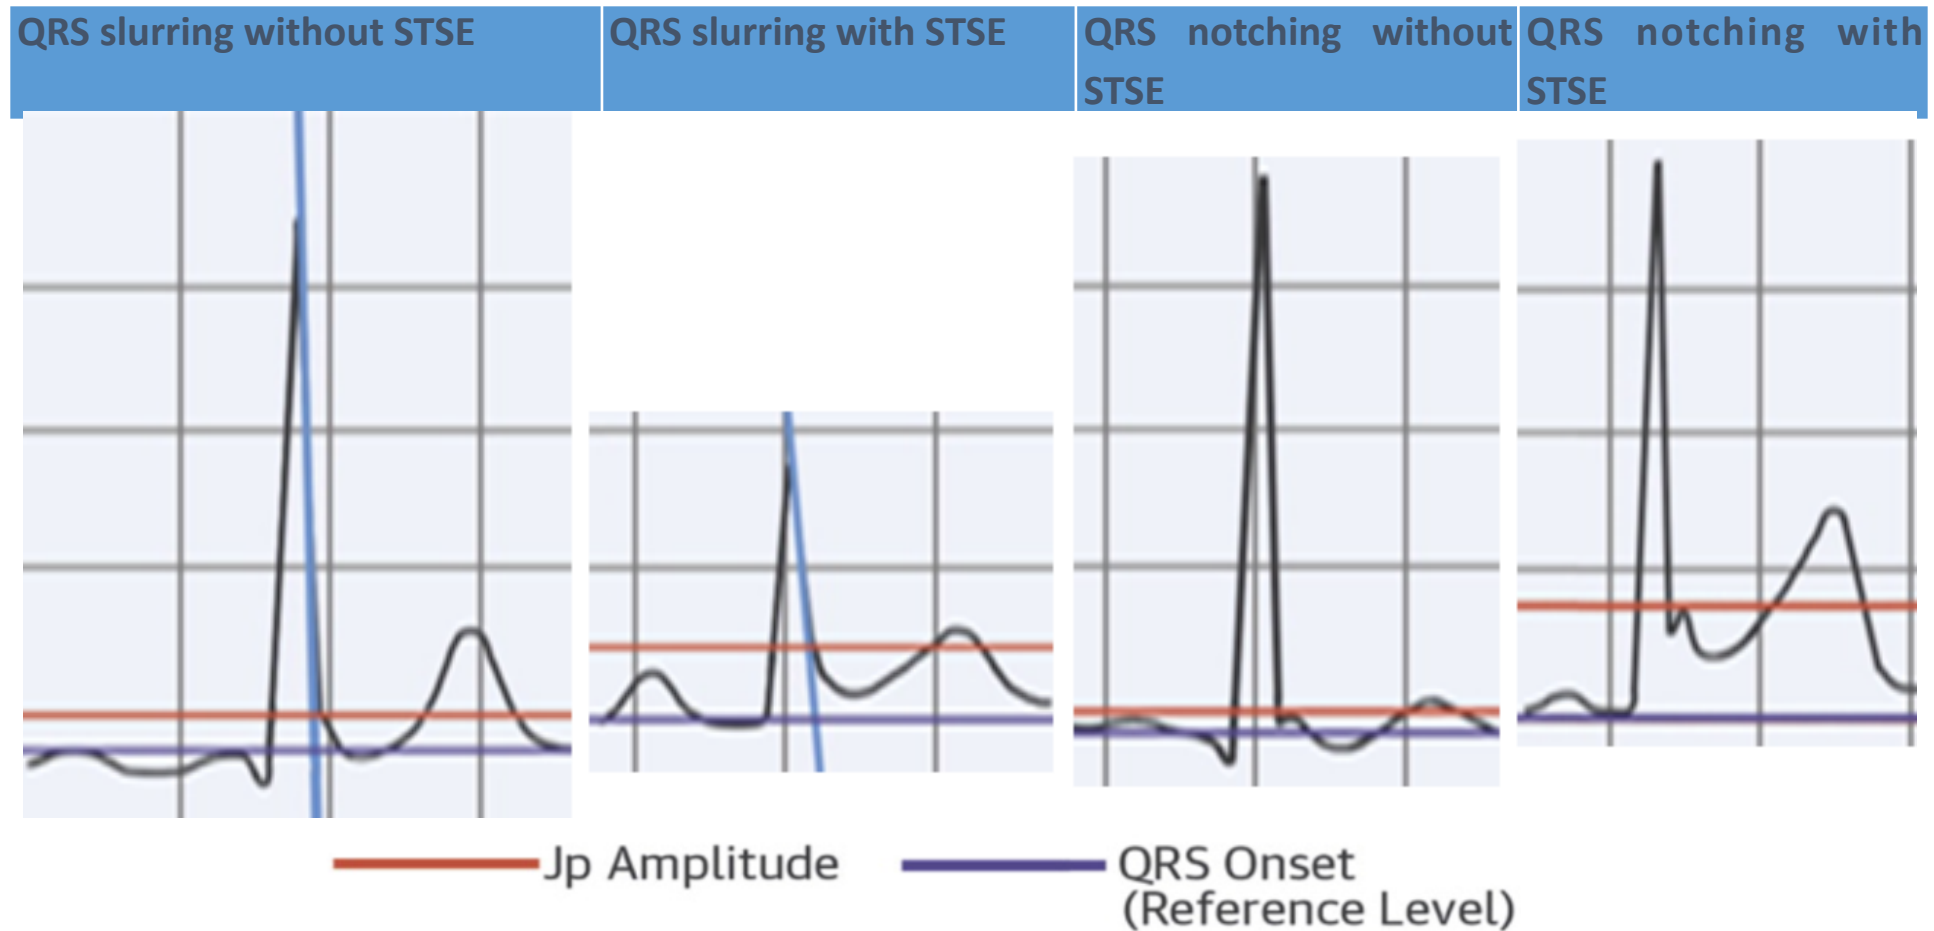 QRS slurring without STSE
QRS slurring with STSE
QRS notching without
STSE
QRS notching with
STSE
Jp Amplitude
QRS Onset
(Reference Level)